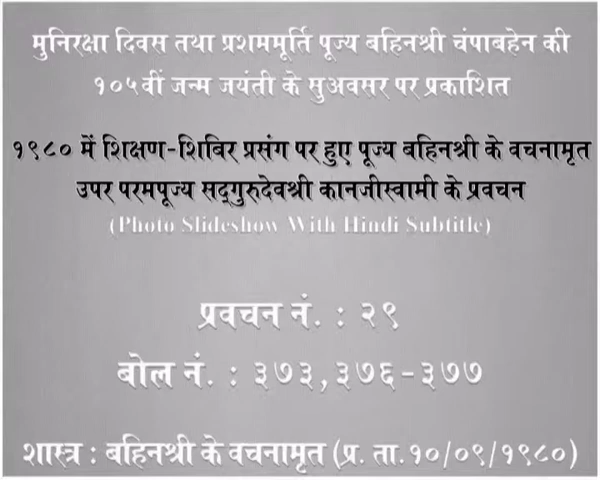 मुनिरक्षा दिवस तथा प्रशममूर्ति पूज्य बहिनश्री चंपाबहेन की
१०५वीं जन्म जयंती के सुअवसर पर प्रकाशित
१९८० में शिक्षण-शिविर प्रसंग पर हुए पूज्य बहिनश्री के वचनामृत
उपर परमपूज्य सद्‌गुरुदेवश्री कानजीस्वामी के प्रवचन
(Photo Slideshow With Hindi Subtitle)
प्रवचन नं. : २९
बोल नं. : ३७३,३७६-३७७
शास्त्र : बहिनश्री के वचनामृत (प्र. ता.१०/०९/१९८०)